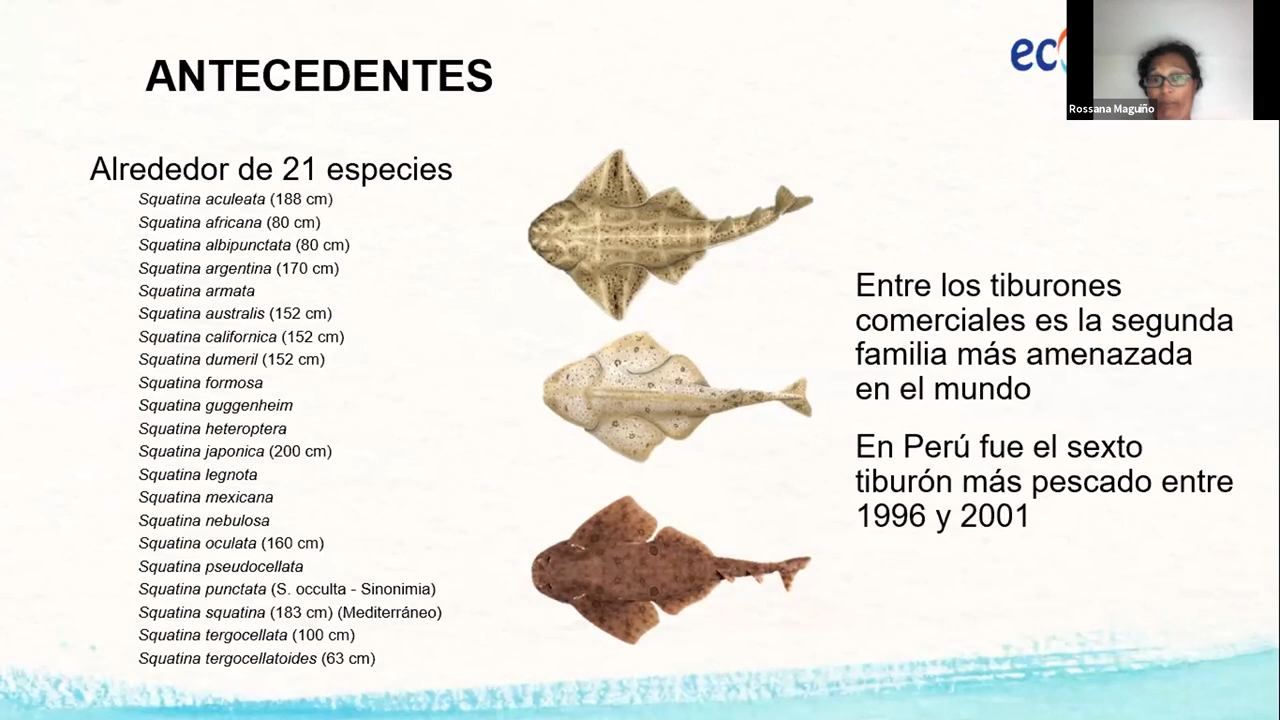 ANTECEDENTES
ec
Rossana Maguiño
Alrededor de 21 especies
Squatina aculeata (188 cm)
Squatina africana (80 cm)
Squatina albipunctata (80 cm)
Squatina argentina (170 cm)
Squatina armata
Squatina australis (152 cm)
Squatina californica (152 cm)
Squatina dumeril (152 cm)
Squatina formosa
Squatina guggenheim
Squatina heteroptera
Squatina japonica (200 cm)
Squatina legnota
Squatina mexicana
Squatina nebulosa
Squatina oculata (160 cm)
Squatina pseudocellata
Squatina punctata (S. occulta - Sinonimia)
Squatina squatina (183 cm) (Mediterráneo)
Squatina tergocellata (100 cm)
Squatina tergocellatoides (63 cm)
Entre los tiburones
comerciales es la segunda
familia más amenazada
en el mundo
En Perú fue el sexto
tiburón más pescado entre
1996 y 2001